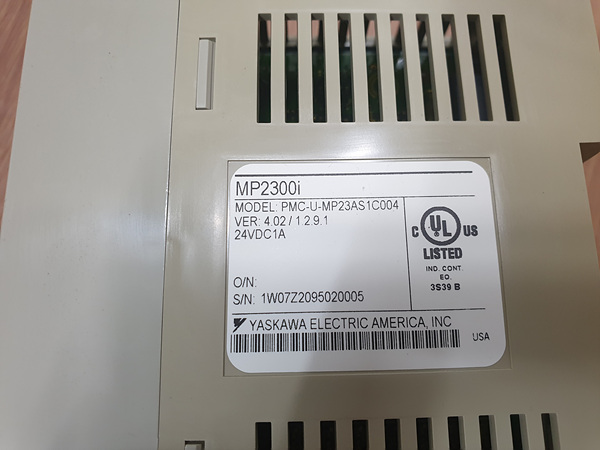 MP2300i
MODEL: PMC-U-MP23AS1C004
VER: 4.02 / 1.2.9.1
24VDC1A
C UL US
LISTED
IND. CONT.
EQ.
3S39 B
O/N:
S/N: 1W07Z2095020005
YASKAWA ELECTRIC AMERICA, INC
USA